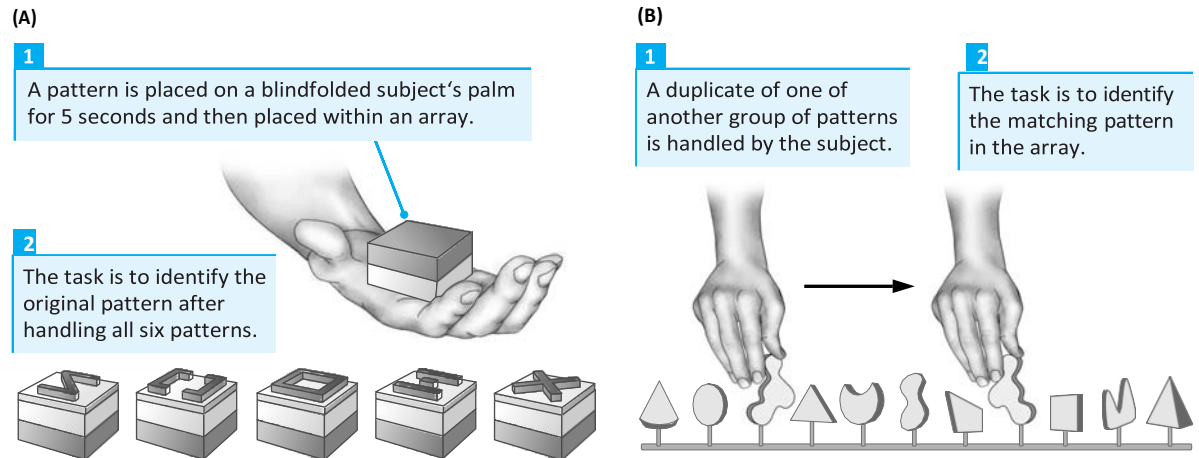 (A)
1
A pattern is placed on a blindfolded subject‘s palm
for 5 seconds and then placed within an array.
2
The task is to identify the
original pattern after
handling all six patterns.
(B)
1
A duplicate of one of
another group of patterns
is handled by the subject.
2
The task is to identify
the matching pattern
in the array.